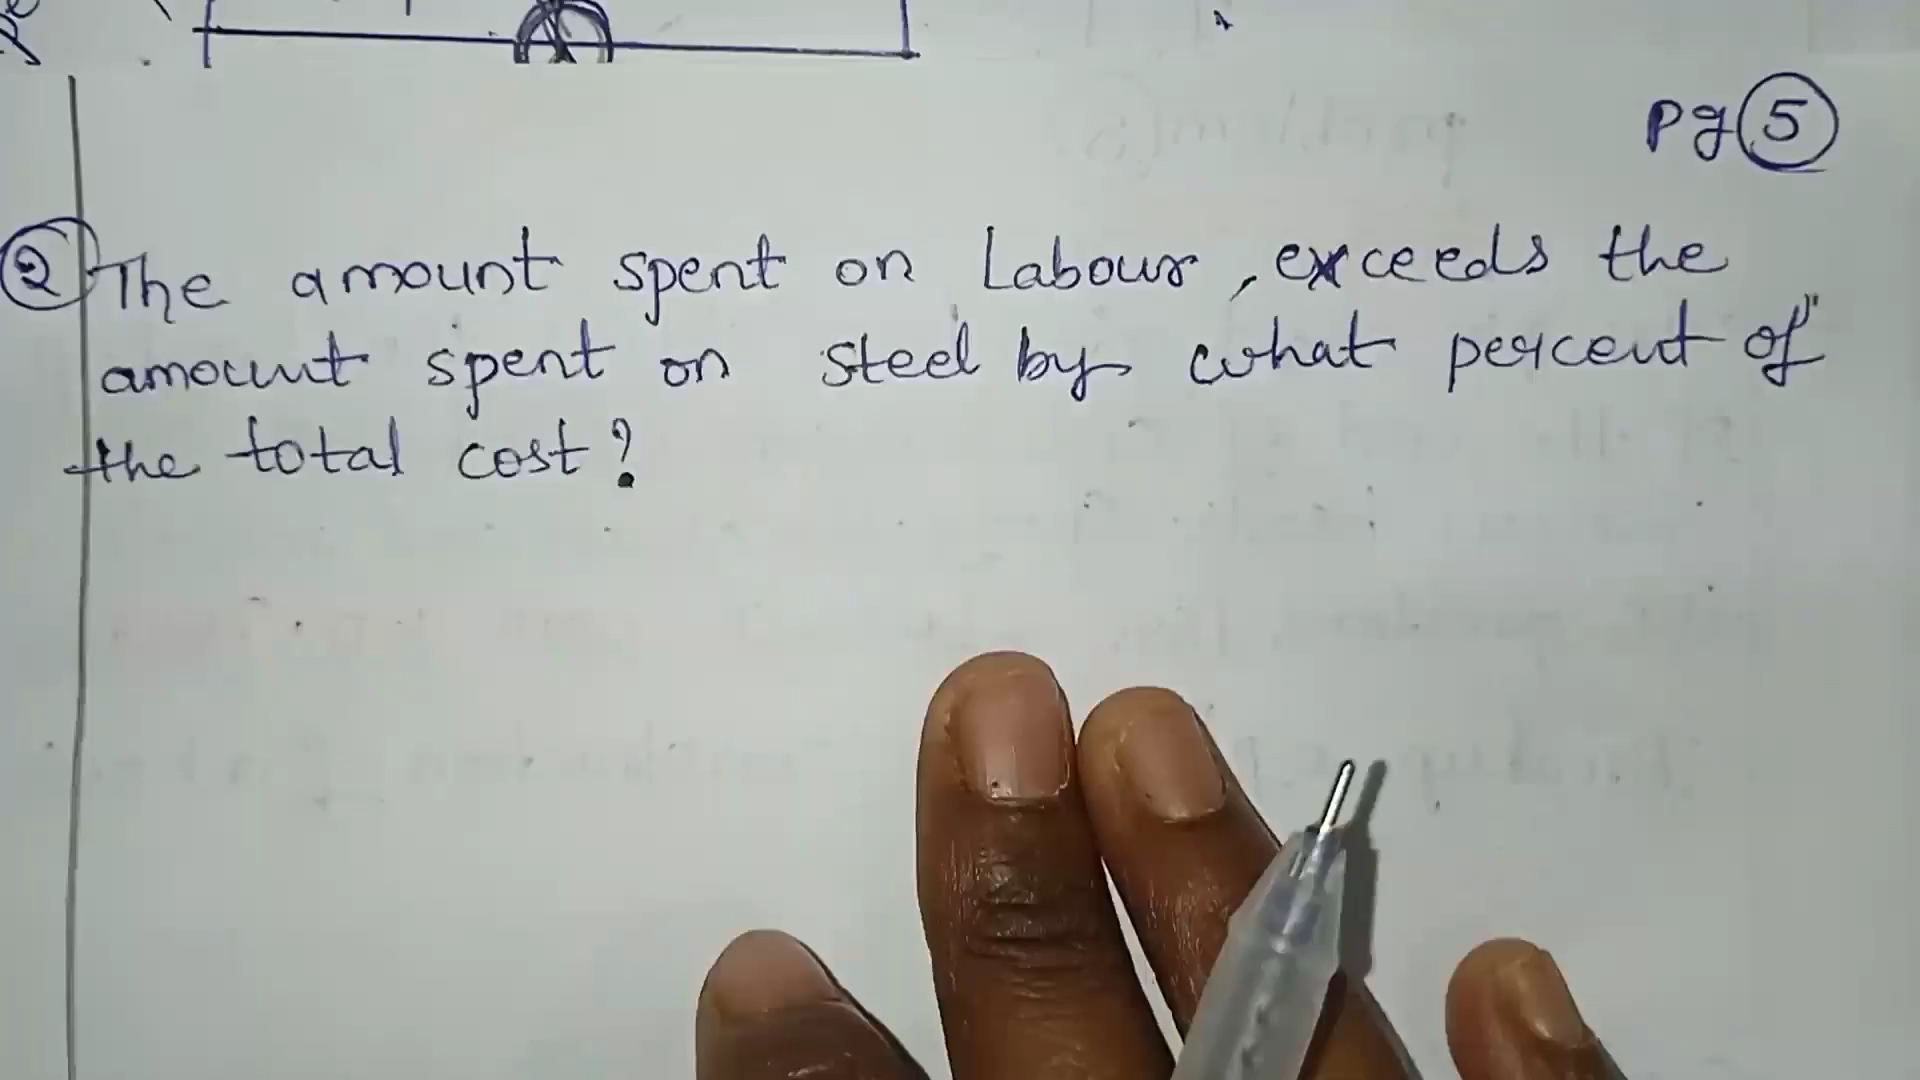 Pg 5
2 The amount spent on Labour, exceeds the
amount spent on steel by what percent of
the total cost?